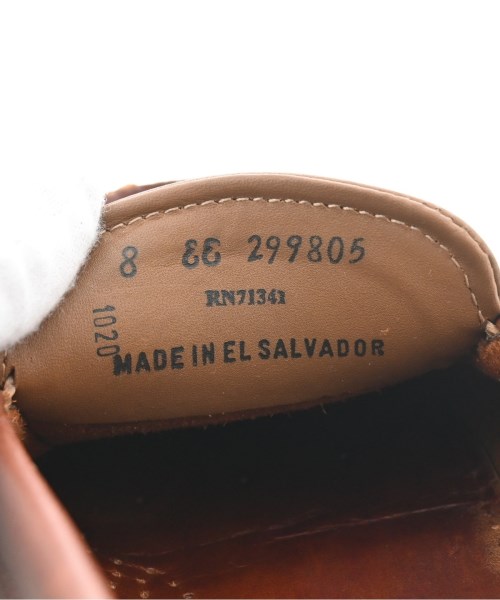 8 EE 299805
RN71341
1020
MADE IN EL SALVADOR